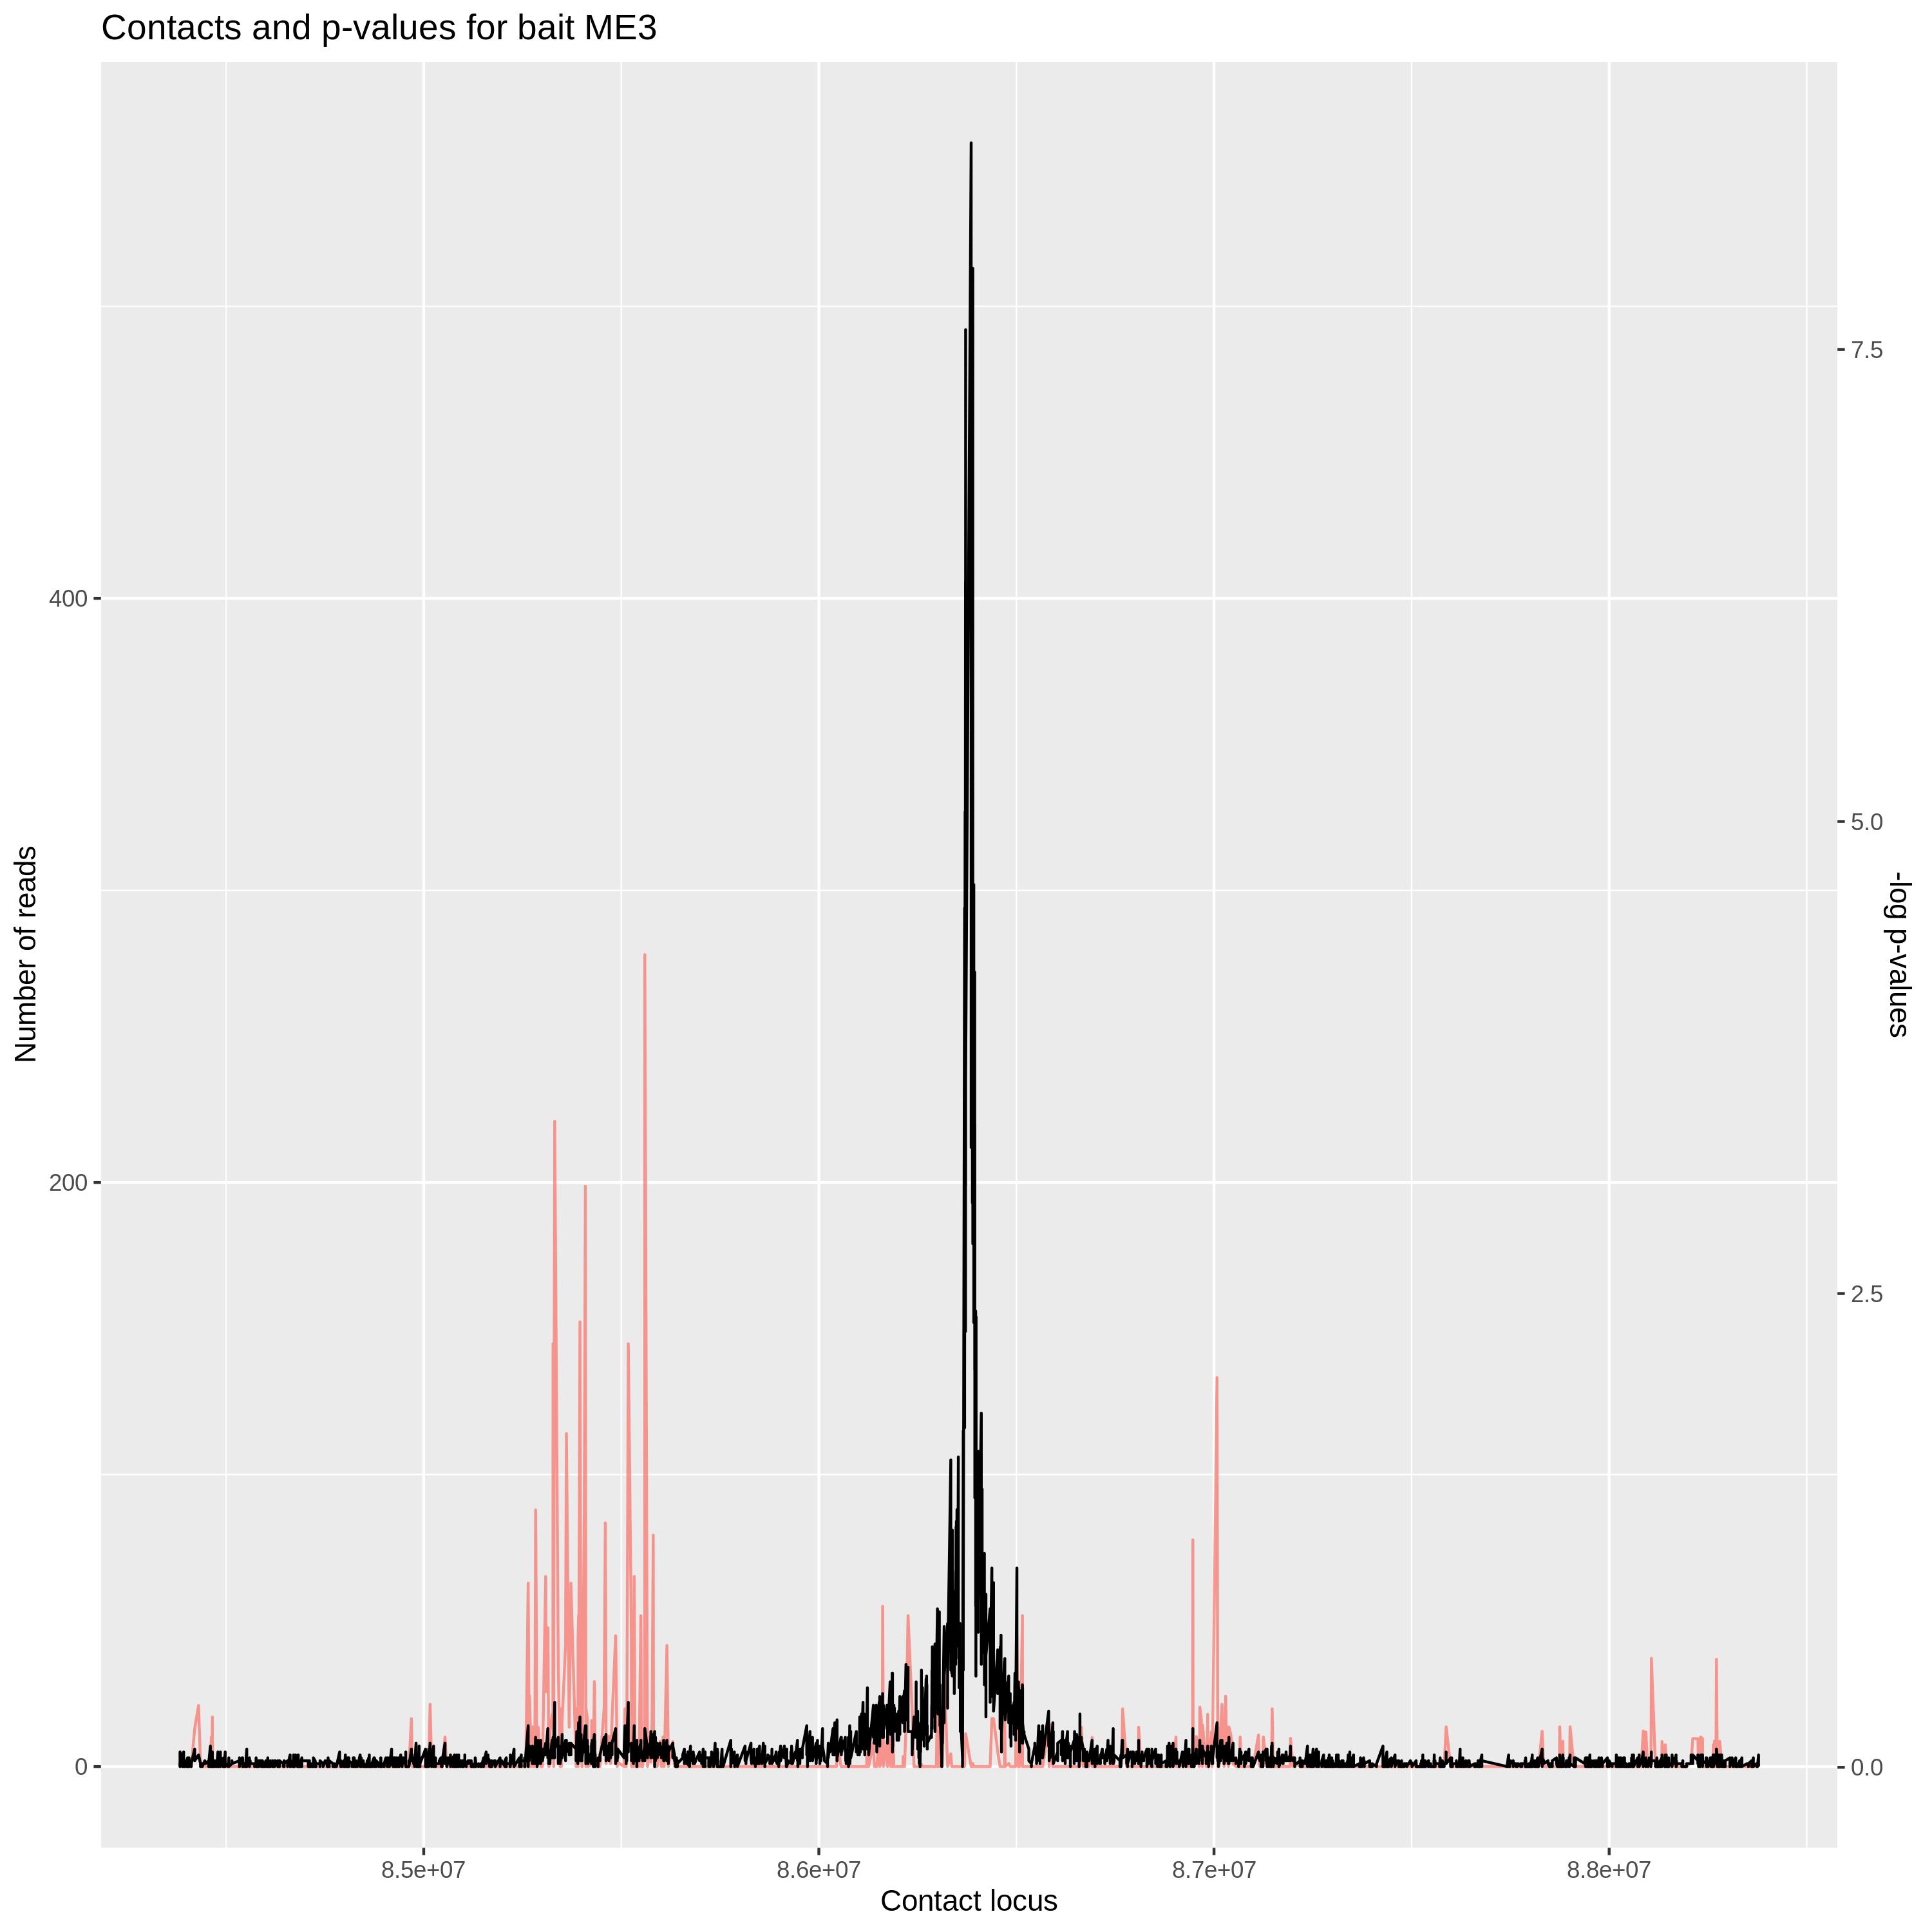 Contacts and p-values for bait ME3
Number of reads
400
200
0
7.5
5.0
2.5
0.0
-log p-values
8.5e+07
8.6e+07
8.7e+07
8.8e+07
Contact locus